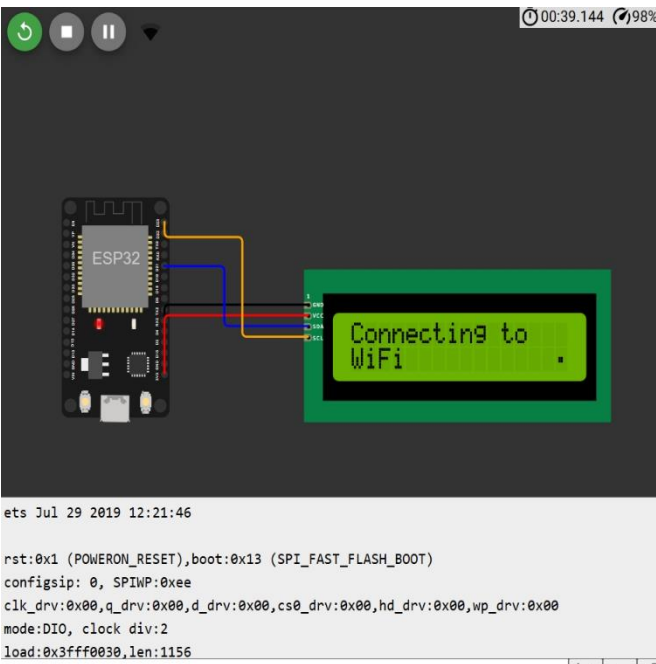 00:39.144 98%
ESP32
1
GND
VCC
SDA
SCL
Connecting to
WiFi .
ets Jul 29 2019 12:21:46
rst:0x1 (POWERON_RESET),boot:0x13 (SPI_FAST_FLASH_BOOT)
configsip: 0, SPIWP:0xee
clk_drv:0x00,q_drv:0x00,d_drv:0x00,cs0_drv:0x00,hd_drv:0x00,wp_drv:0x00
mode:DIO, clock div:2
load:0x3fff0030,len:1156